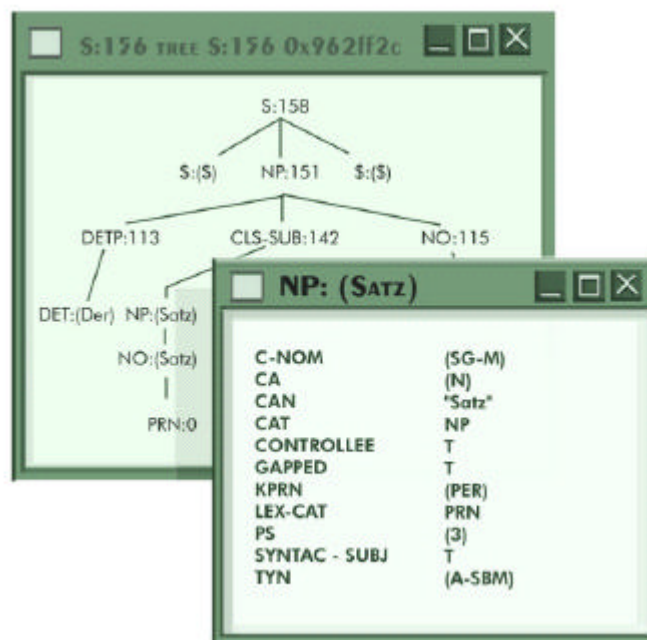 S:156 TREE S:156 0x962ff2c
S:158
$:($) NP:151 $:($)
DETP:113 CLS-SUB:142 NO:115
DET:(Der) NP:(Satz)
NO:(Satz)
PRN:0
NP: (SATZ)
C-NOM (SG-M)
CA (N)
CAN "Satz"
CAT NP
CONTROLLEE T
GAPPED T
KPRN (PER)
LEX-CAT PRN
PS (3)
SYNTAC - SUBJ T
TYN (A-SBM)